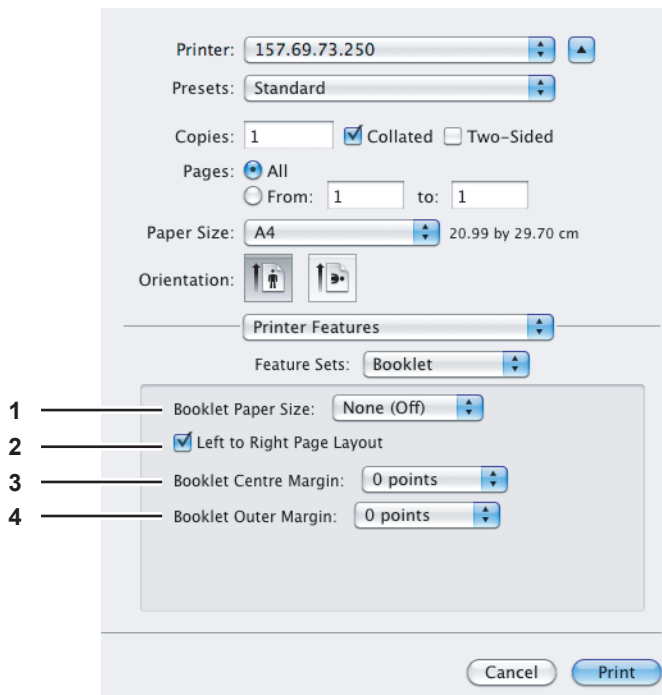 Printer: 157.69.73.250
Presets: Standard
Copies: 1 Collated Two-Sided
Pages: All
From: 1 to: 1
Paper Size: A4 20.99 by 29.70 cm
Orientation:
Printer Features
Feature Sets: Booklet
1 Booklet Paper Size: None (Off)
2 Left to Right Page Layout
3 Booklet Centre Margin: 0 points
4 Booklet Outer Margin: 0 points
Cancel Print